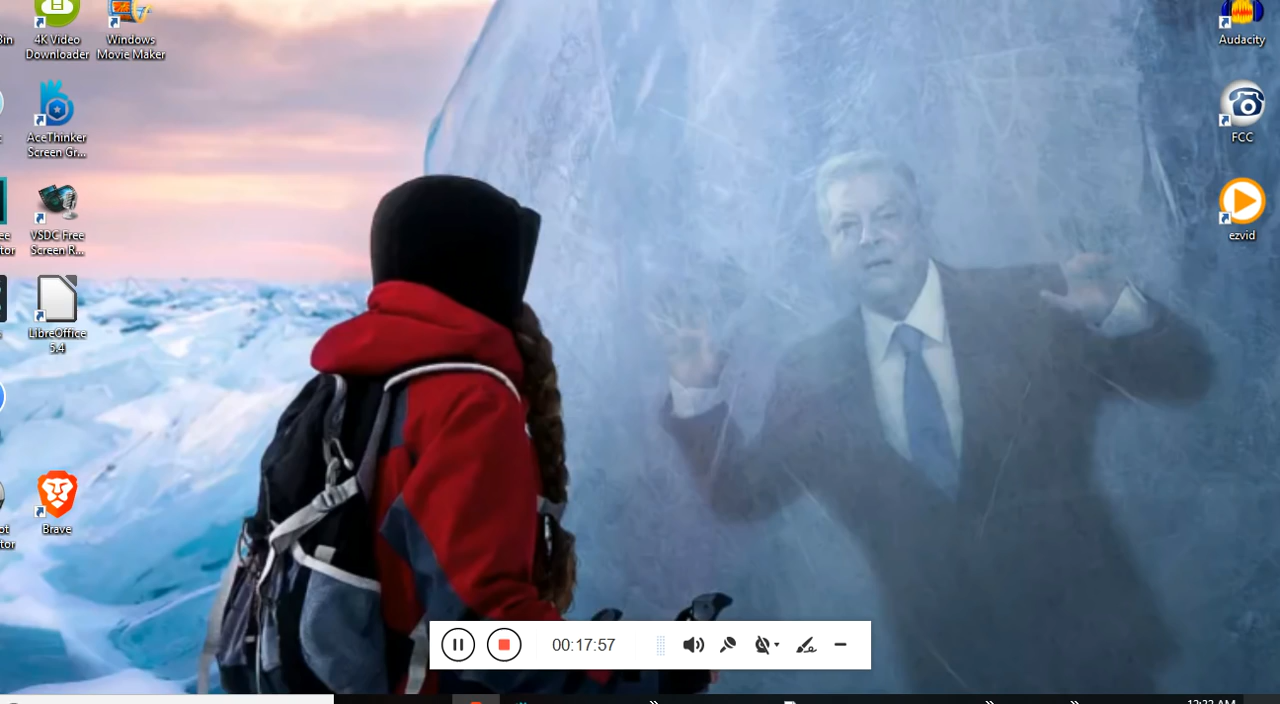 4K Video
Downloader
Windows
Movie Maker
AceThinker
Screen Gr...
VSDC Free
Screen R...
LibreOffice
5.4
Brave
Audacity
FCC
ezvid
00:17:57